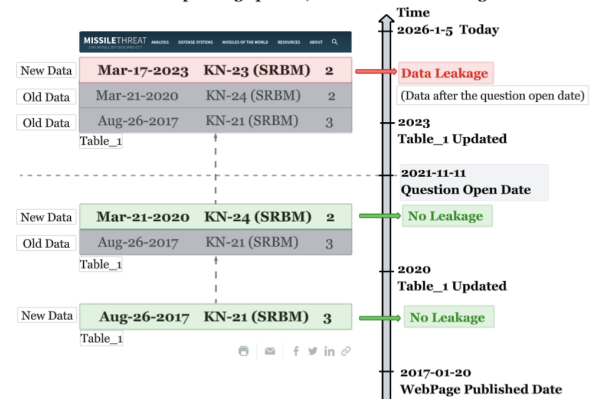 Time
2026-1-5 Today
MISSILETHREAT ANALYSIS DEFENSE SYSTEMS MISSILES OF THE WORLD RESOURCES ABOUT
CSIS MISSILE DEFENSE PROJECT
New Data Mar-17-2023 KN-23 (SRBM) 2 Data Leakage
Old Data Mar-21-2020 KN-24 (SRBM) 2 (Data after the question open date)
Old Data Aug-26-2017 KN-21 (SRBM) 3 2023
Table_1 Table_1 Updated
2021-11-11
Question Open Date
New Data Mar-21-2020 KN-24 (SRBM) 2 No Leakage
Old Data Aug-26-2017 KN-21 (SRBM) 3
Table_1 2020
Table_1 Updated
New Data Aug-26-2017 KN-21 (SRBM) 3 No Leakage
Table_1
2017-01-20
WebPage Published Date